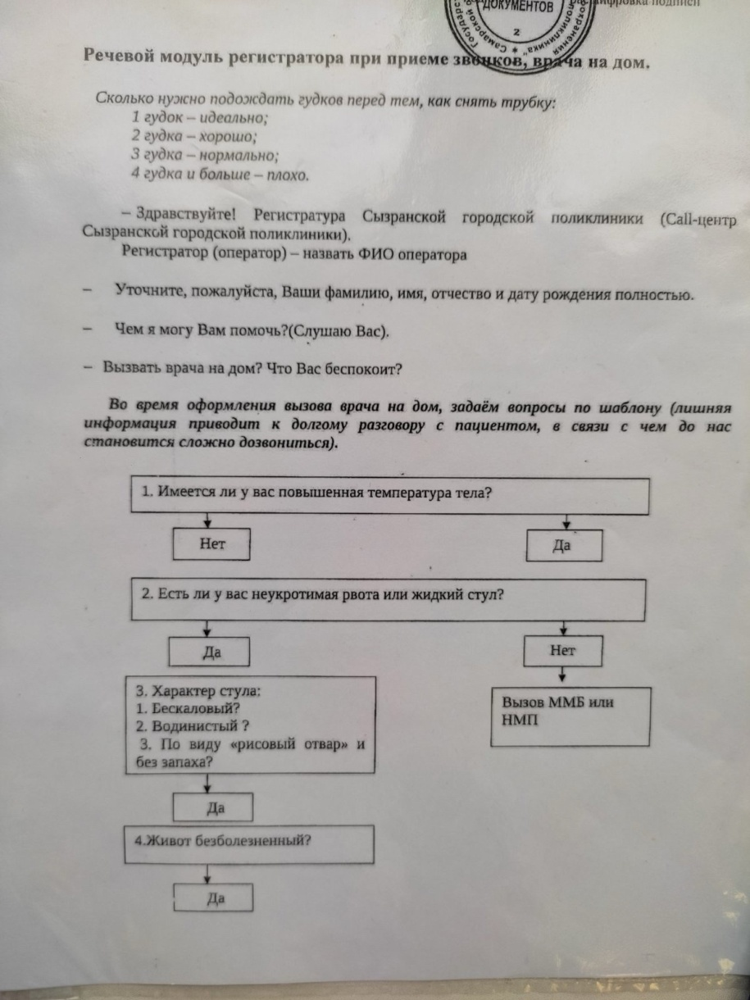 ДОКУМЕНТОВ
2
Государс
Самарской
поликлиника"
охранения
подписи
Речевой модуль регистратора при приеме звонков, врача на дом.
Сколько нужно подождать гудков перед тем, как снять трубку:
1 гудок – идеально;
2 гудка – хорошо;
3 гудка – нормально;
4 гудка и больше – плохо.
– Здравствуйте! Регистратура Сызранской городской поликлиники (Call-центр
Сызранской городской поликлиники).
Регистратор (оператор) – назвать ФИО оператора
– Уточните, пожалуйста, Ваши фамилию, имя, отчество и дату рождения полностью.
– Чем я могу Вам помочь?(Слушаю Вас).
– Вызвать врача на дом? Что Вас беспокоит?
Во время оформления вызова врача на дом, задаём вопросы по шаблону (лишняя
информация приводит к долгому разговору с пациентом, в связи с чем до нас
становится сложно дозвониться).
1. Имеется ли у вас повышенная температура тела?
Нет
Да
2. Есть ли у вас неукротимая рвота или жидкий стул?
Да
Нет
3. Характер стула:
1. Бескаловый?
2. Водинистый ?
3. По виду «рисовый отвар» и
без запаха?
Вызов ММБ или
НМП
Да
4.Живот безболезненный?
Да